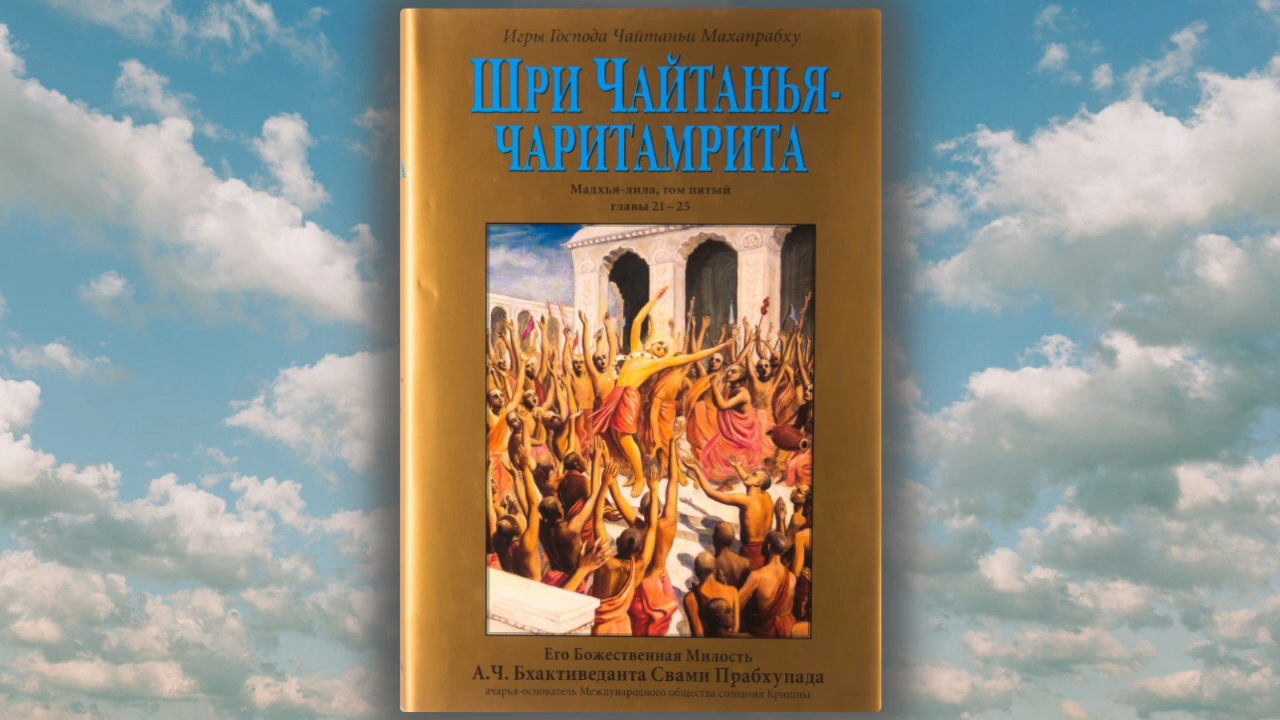 Игры Господа Чайтаньи Махапрабху
Шри Чайтанья-
чаритамрита
Мадхья-лила, том пятый
главы 21–25
Его Божественная Милость
А.Ч. Бхактиведанта Свами Прабхупада
ачарья-основатель Международного общества сознания Кришны